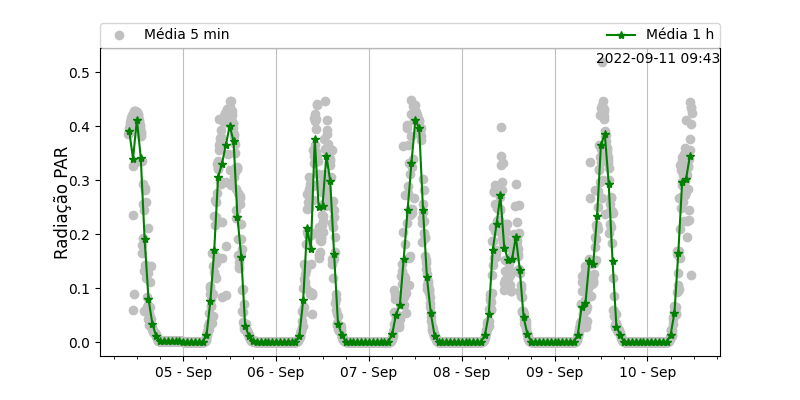 Média 5 min
Média 1 h
2022-09-11 09:43
Radiação PAR
0.5
0.4
0.3
0.2
0.1
0.0
05 - Sep
06 - Sep
07 - Sep
08 - Sep
09 - Sep
10 - Sep